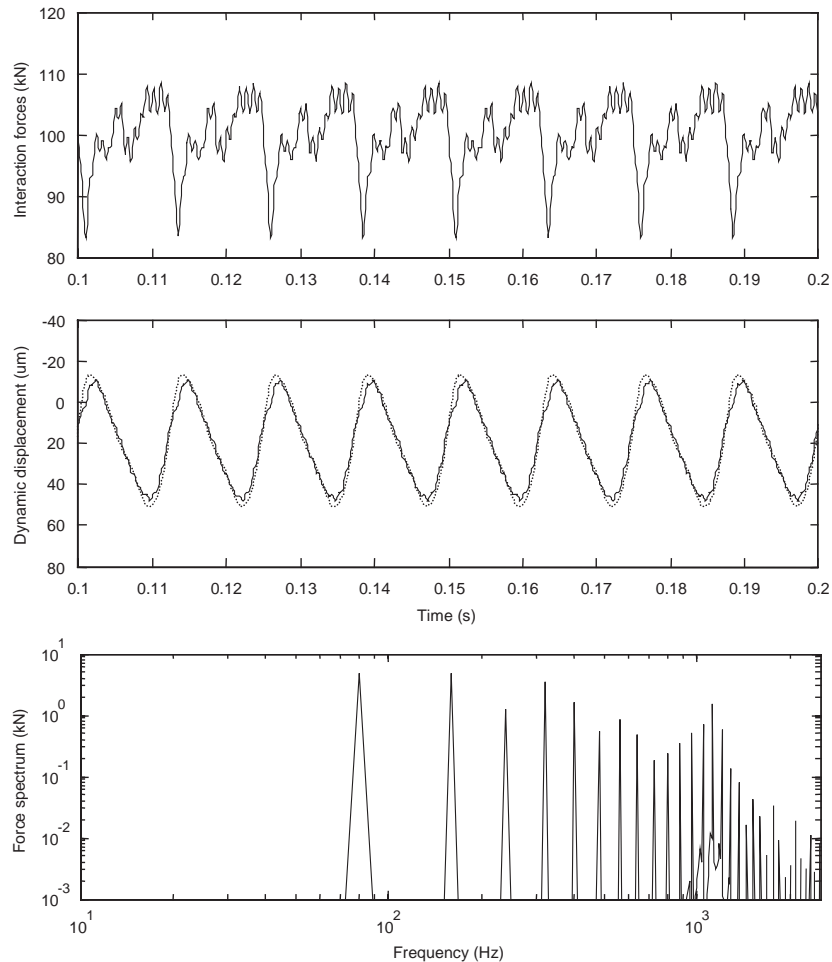 120
110
100
90
80
Interaction forces (kN)
0.1 0.11 0.12 0.13 0.14 0.15 0.16 0.17 0.18 0.19 0.2
-40
-20
0
20
40
60
80
Dynamic displacement (um)
0.1 0.11 0.12 0.13 0.14 0.15 0.16 0.17 0.18 0.19 0.2
Time (s)
10^1
10^0
10^-1
10^-2
10^-3
Force spectrum (kN)
10^1 10^2 10^3
Frequency (Hz)